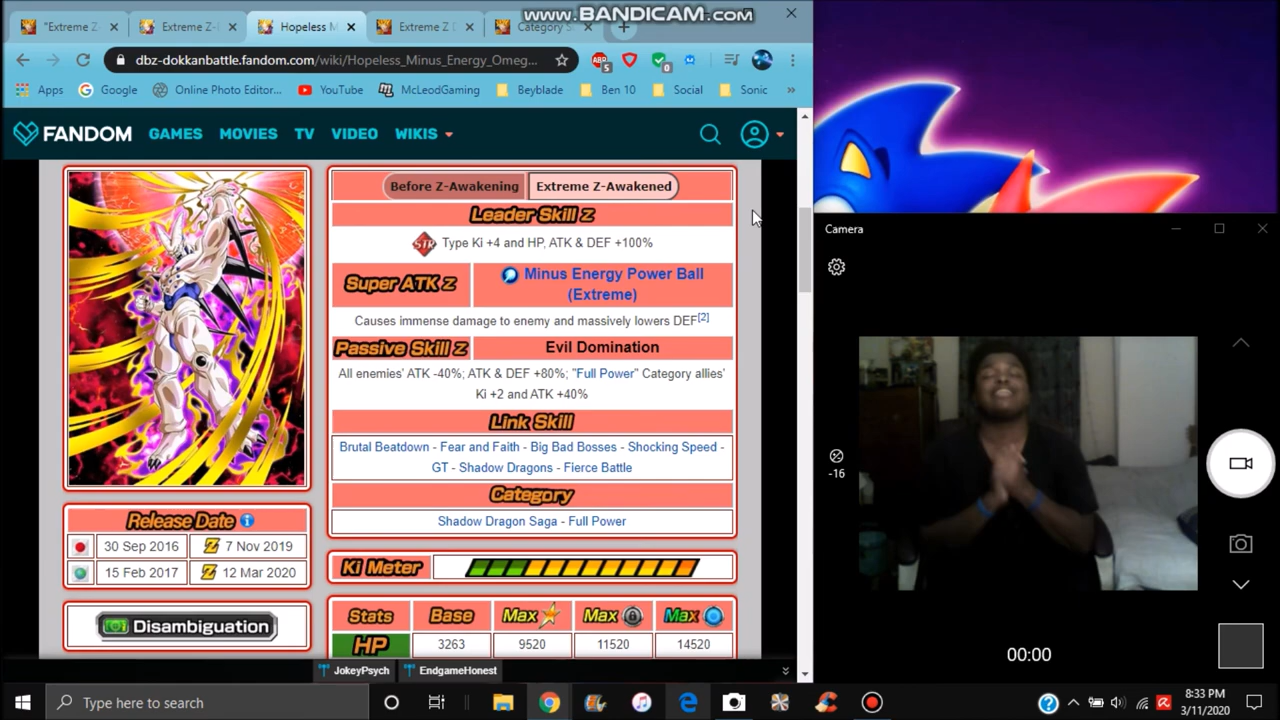 www.BANDICAM.com
"Extreme Z
Extreme Z-
Hopeless M
Extreme Z D
Category S
dbz-dokkanbattle.fandom.com/wiki/Hopeless_Minus_Energy_Omeg...
ABP
5
0
Apps
Google
Online Photo Editor...
YouTube
McLeodGaming
Beyblade
Ben 10
Social
Sonic
»
FANDOM
GAMES
MOVIES
TV
VIDEO
WIKIS
Before Z-Awakening
Extreme Z-Awakened
Leader Skill Z
STR Type Ki +4 and HP, ATK & DEF +100%
Super ATK Z
Minus Energy Power Ball
(Extreme)
Causes immense damage to enemy and massively lowers DEF[2]
Passive Skill Z
Evil Domination
All enemies' ATK -40%; ATK & DEF +80%; "Full Power" Category allies'
Ki +2 and ATK +40%
Link Skill
Brutal Beatdown - Fear and Faith - Big Bad Bosses - Shocking Speed -
GT - Shadow Dragons - Fierce Battle
Category
Shadow Dragon Saga - Full Power
Release Date
30 Sep 2016
Z 7 Nov 2019
15 Feb 2017
Z 12 Mar 2020
Disambiguation
Ki Meter
Stats
Base
Max
Max
Max
HP
3263
9520
11520
14520
JokeyPsych
EndgameHonest
Camera
-16
00:00
Type here to search
8:33 PM
3/11/2020